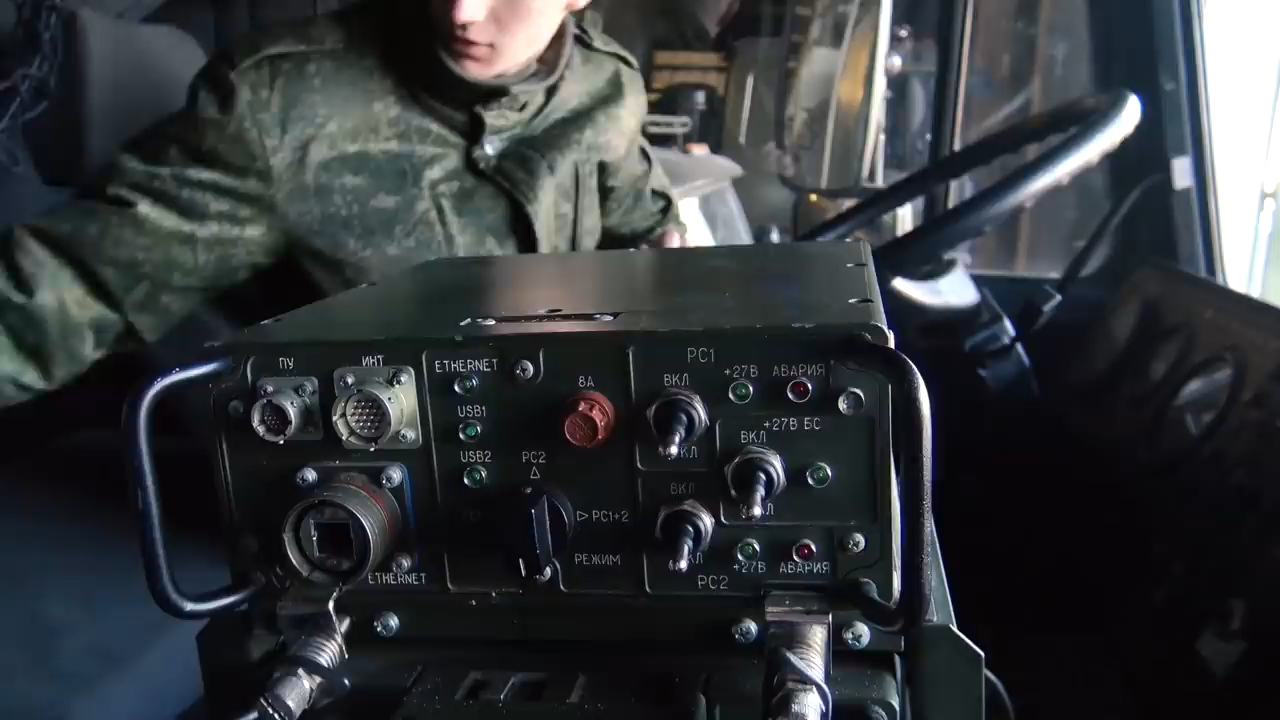 ПУ
ИНТ
ETHERNET
USB1
USB2
8А
РС2
РС1+2
РЕЖИМ
ETHERNET
РС1
ВКЛ
+27В
АВАРИЯ
+27В БС
ВКЛ
ВКЛ
+27В
АВАРИЯ
РС2